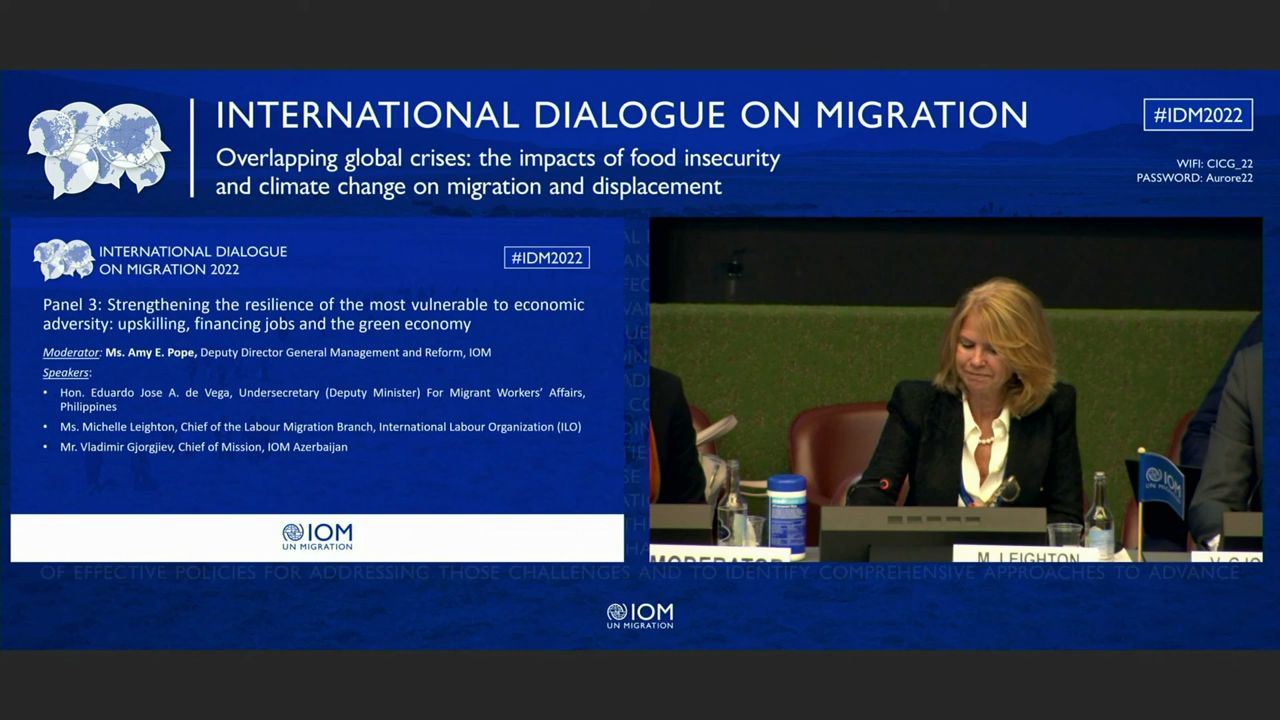 INTERNATIONAL DIALOGUE ON MIGRATION
Overlapping global crises: the impacts of food insecurity
and climate change on migration and displacement
#IDM2022
WIFI: CICG_22
PASSWORD: Aurore22
INTERNATIONAL DIALOGUE
ON MIGRATION 2022
#IDM2022
Panel 3: Strengthening the resilience of the most vulnerable to economic
adversity: upskilling, financing jobs and the green economy
Moderator: Ms. Amy E. Pope, Deputy Director General Management and Reform, IOM
Speakers:
• Hon. Eduardo Jose A. de Vega, Undersecretary (Deputy Minister) For Migrant Workers' Affairs,
Philippines
• Ms. Michelle Leighton, Chief of the Labour Migration Branch, International Labour Organization (ILO)
• Mr. Vladimir Gjorgjiev, Chief of Mission, IOM Azerbaijan
IOM
UN MIGRATION
MODERATOR
M. LEIGHTON
IOM
UN MIGRATION
OF EFFECTIVE POLICIES FOR ADDRESSING THOSE CHALLENGES AND TO IDENTIFY COMPREHENSIVE APPROACHES TO ADVANCE
IOM
UN MIGRATION